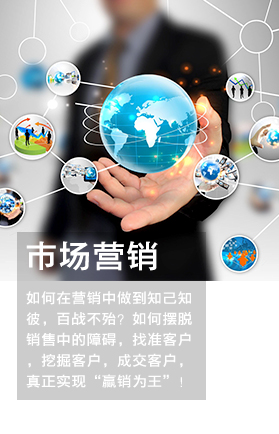 市场营销
如何在营销中做到知己知
彼，百战不殆？如何摆脱
销售中的障碍，找准客户
，挖掘客户，成交客户，
真正实现“赢销为王”！